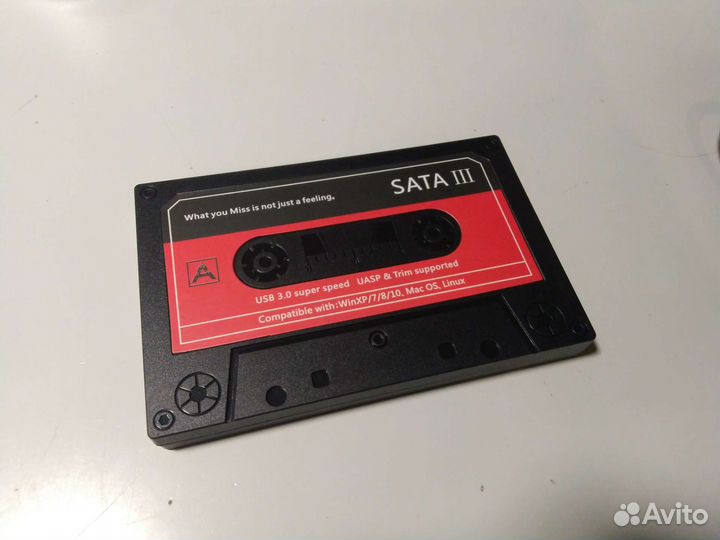 SATA III
What you Miss is not just a feeling.
A
USB 3.0 super speed UASP & Trim supported
Compatible with:WinXP/7/8/10、Mac OS、Linux
Avito